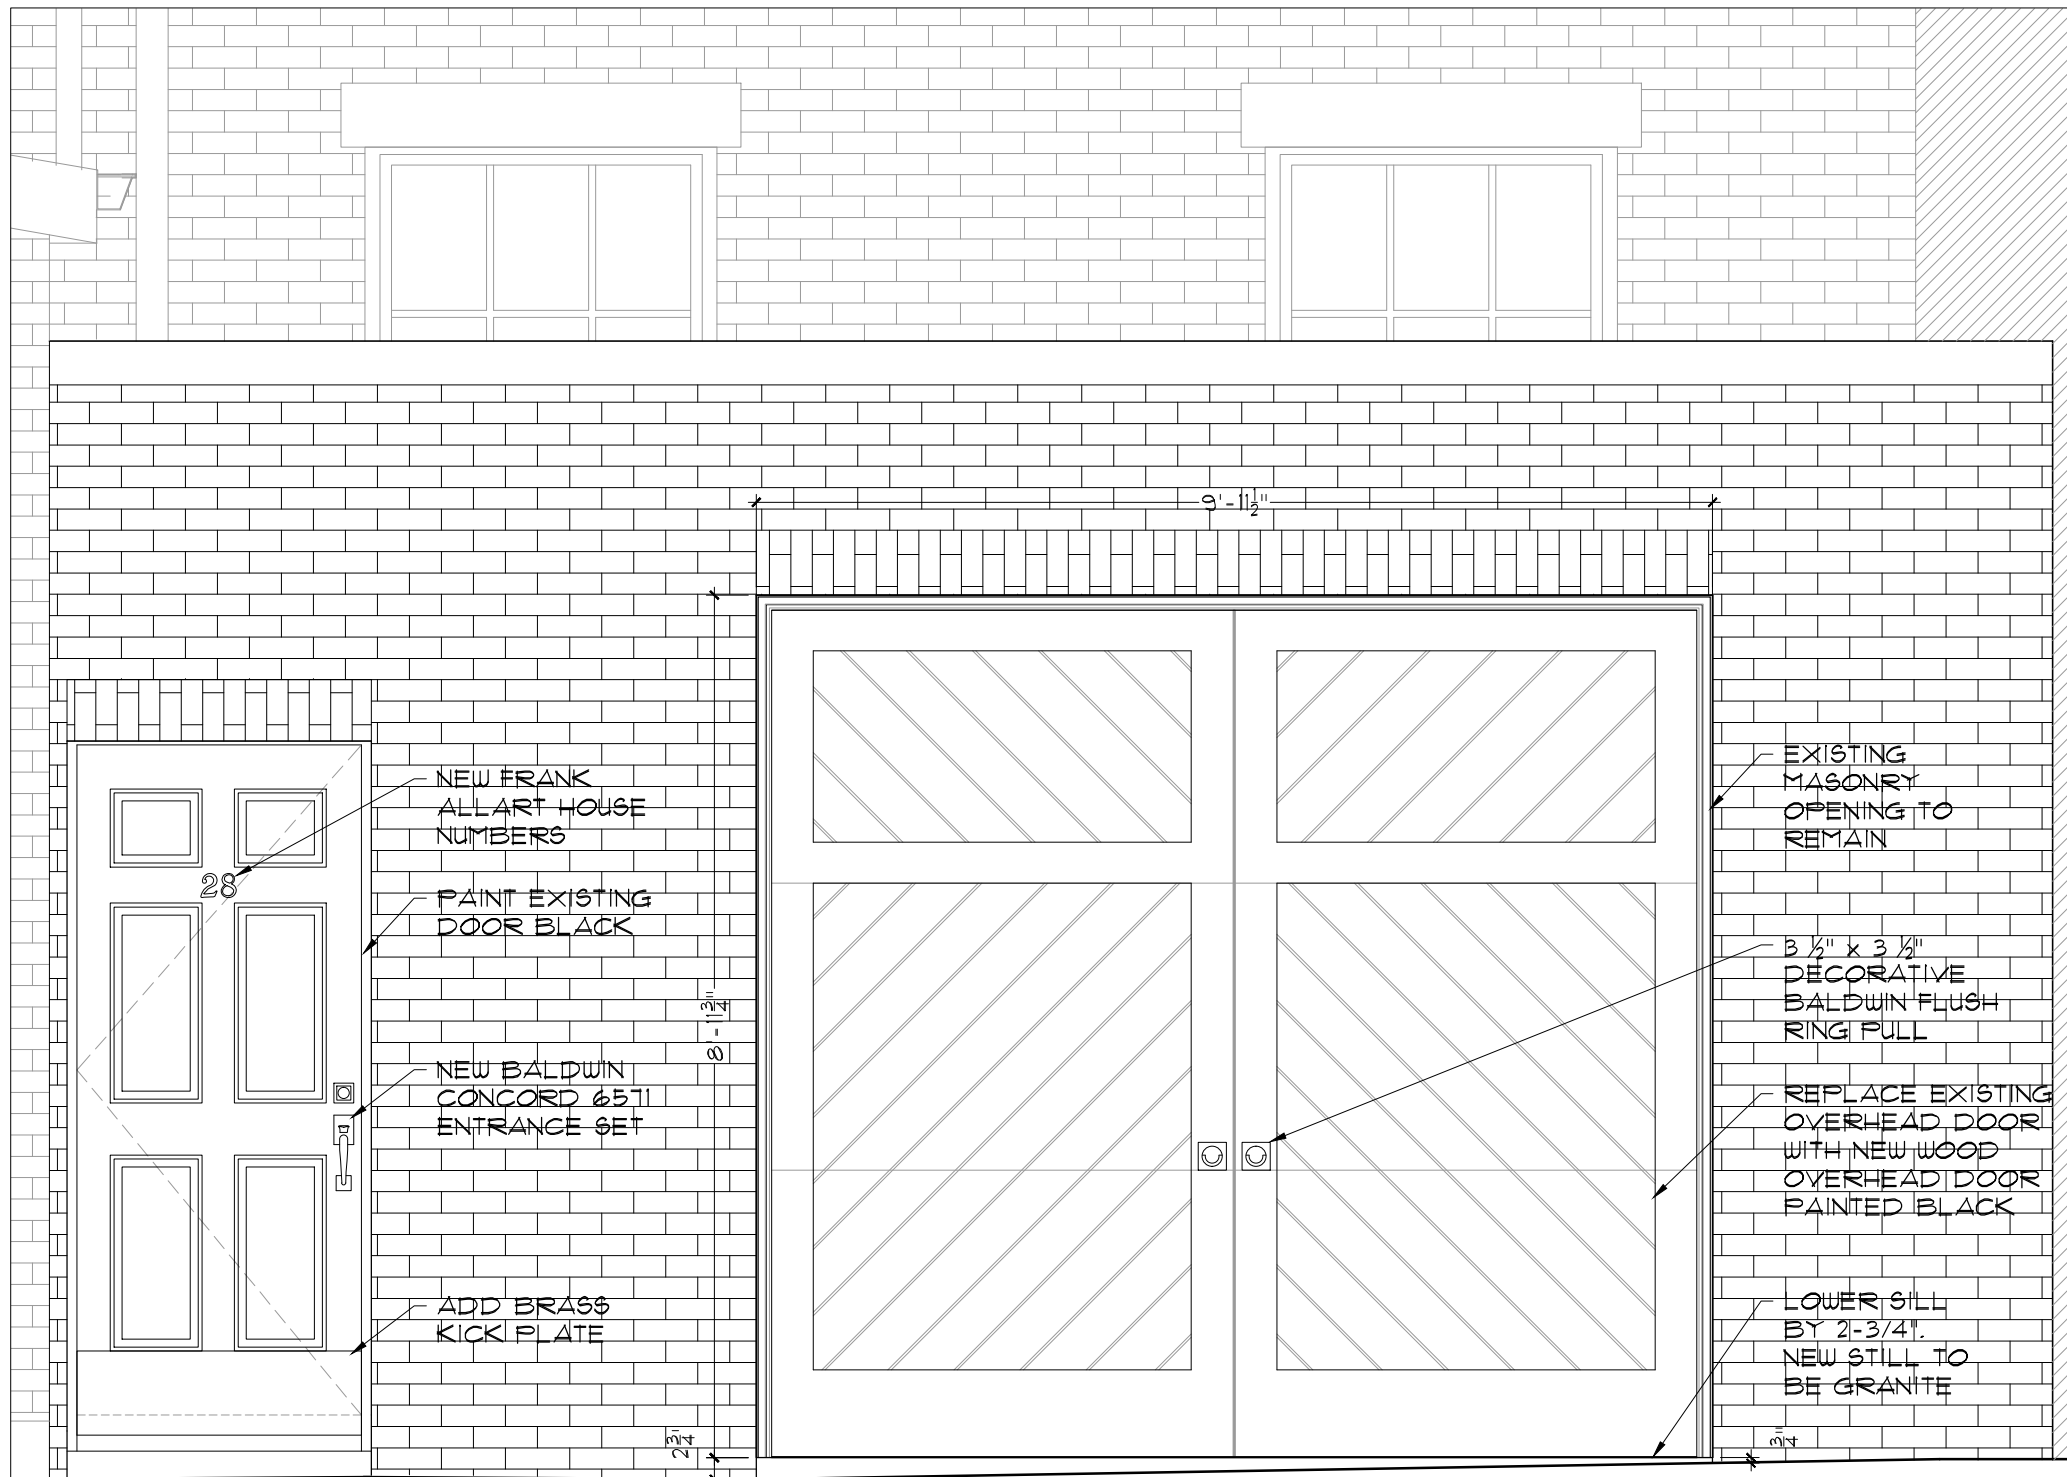 9'-11½"
NEW FRANK
ALLART HOUSE
NUMBERS
28
PAINT EXISTING
DOOR BLACK
NEW BALDWIN
CONCORD 6571
ENTRANCE SET
ADD BRASS
KICK PLATE
8'-11¾"
2¾"
EXISTING
MASONRY
OPENING TO
REMAIN
3 ½" x 3 ½"
DECORATIVE
BALDWIN FLUSH
RING PULL
REPLACE EXISTING
OVERHEAD DOOR
WITH NEW WOOD
OVERHEAD DOOR
PAINTED BLACK
LOWER SILL
BY 2-3/4".
NEW STILL TO
BE GRANITE
¾"